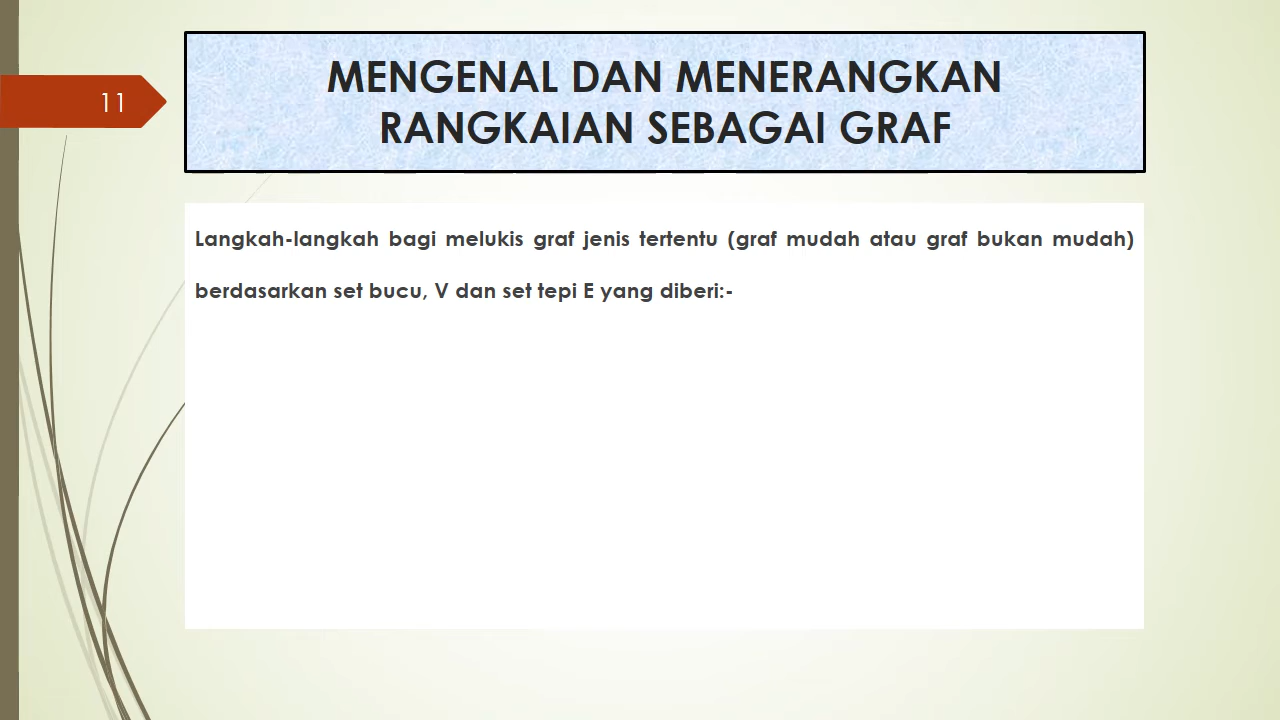 11
MENGENAL DAN MENERANGKAN
RANGKAIAN SEBAGAI GRAF
Langkah-langkah bagi melukis graf jenis tertentu (graf mudah atau graf bukan mudah)
berdasarkan set bucu, V dan set tepi E yang diberi:-